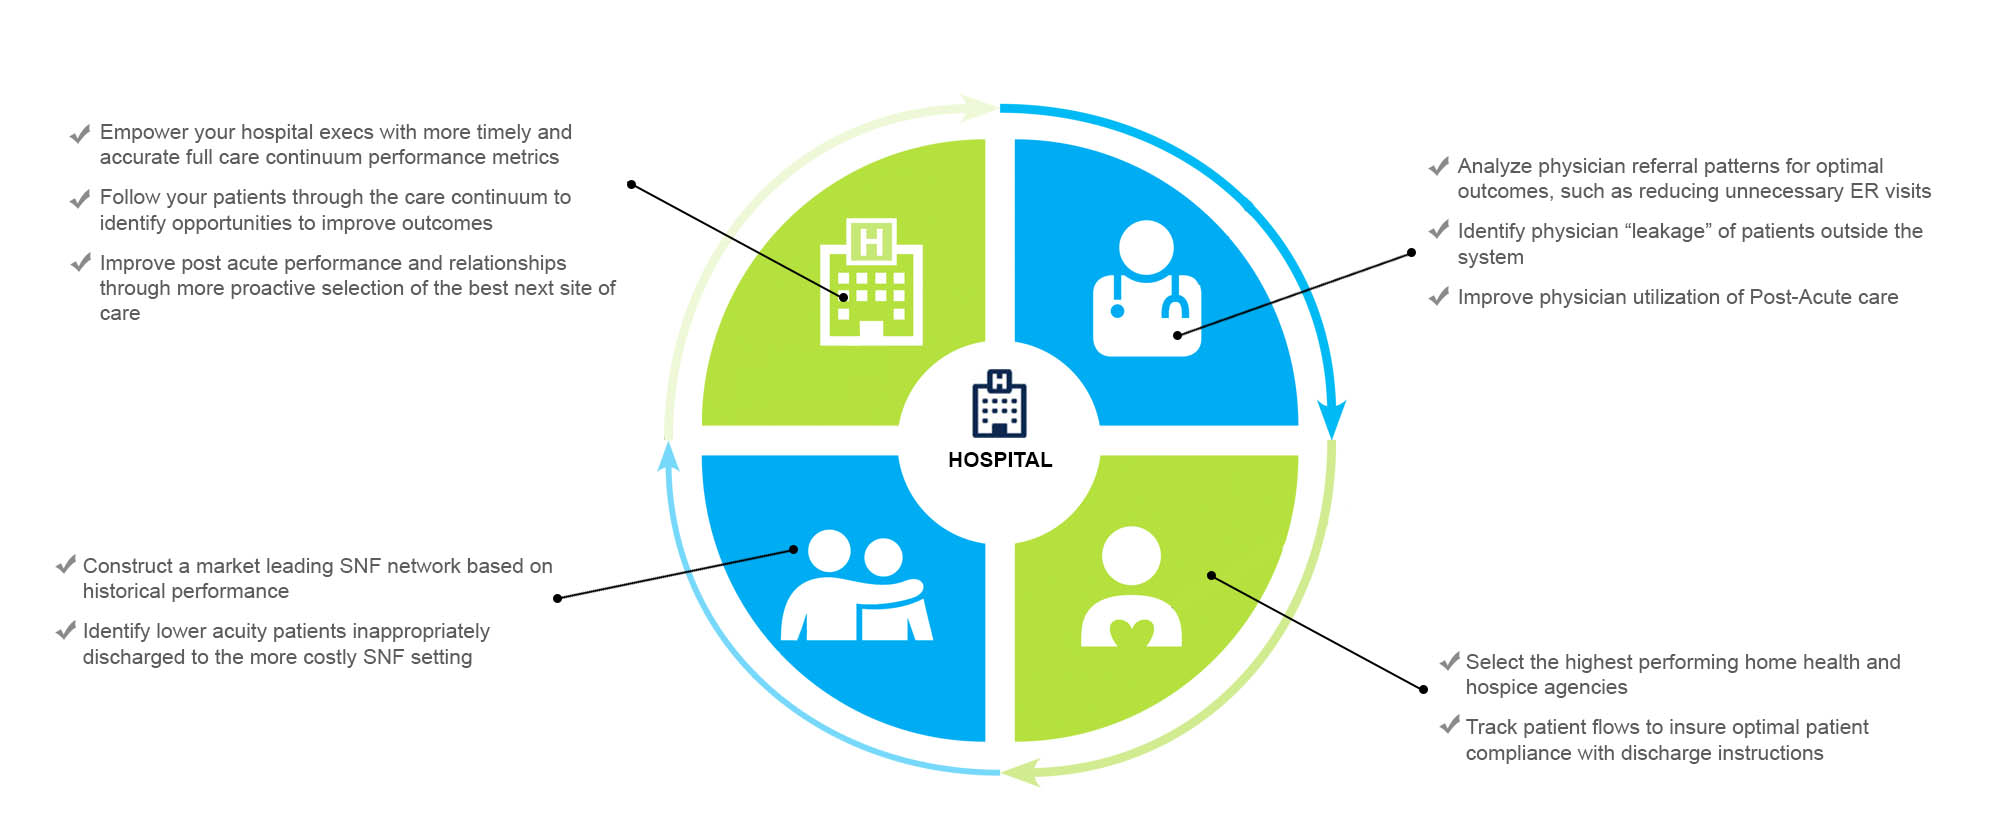 Empower your hospital execs with more timely and
accurate full care continuum performance metrics
Follow your patients through the care continuum to
identify opportunities to improve outcomes
Improve post acute performance and relationships
through more proactive selection of the best next site of
care
H
Analyze physician referral patterns for optimal
outcomes, such as reducing unnecessary ER visits
Identify physician “leakage” of patients outside the
system
Improve physician utilization of Post-Acute care
H
HOSPITAL
Construct a market leading SNF network based on
historical performance
Identify lower acuity patients inappropriately
discharged to the more costly SNF setting
Select the highest performing home health and
hospice agencies
Track patient flows to insure optimal patient
compliance with discharge instructions